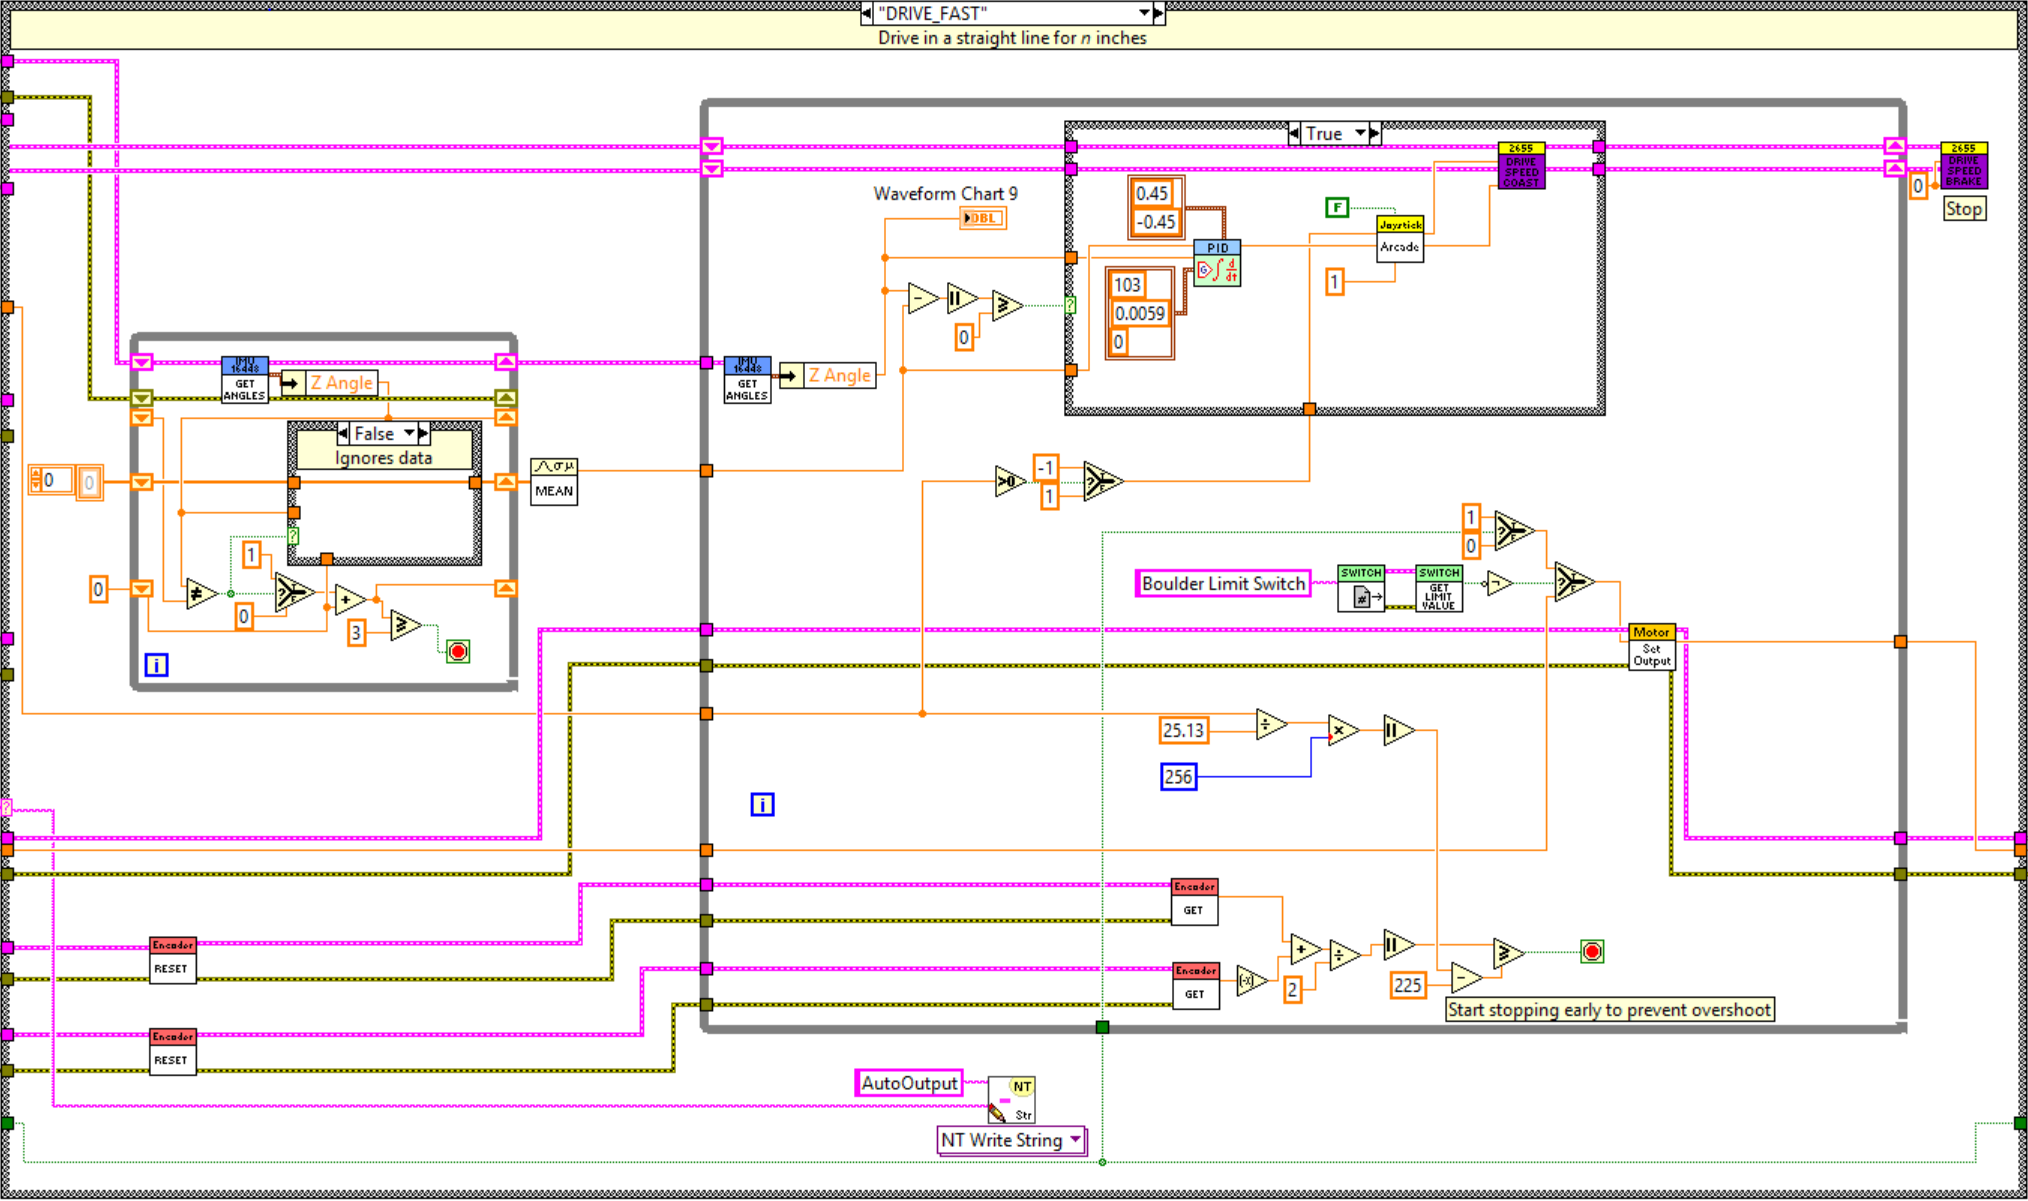 "DRIVE_FAST"
Drive in a straight line for n inches
True
2655
DRIVE
SPEED
COAST
2655
DRIVE
SPEED
BRAKE
0
Stop
Waveform Chart 9
DBL
0.45
-0.45
F
Joystick
Arcade
PID
103
0.0059
0
1
0
IMU
16448
GET
ANGLES
Z Angle
IMU
16448
GET
ANGLES
Z Angle
False
Ignores data
0
0
MEAN
>0
-1
1
1
0
1
0
0
3
i
Boulder Limit Switch
SWITCH
SWITCH
GET
LIMIT
VALUE
Motor
Set
Output
25.13
256
i
Encoder
GET
Encoder
RESET
Encoder
GET
2
225
Start stopping early to prevent overshoot
Encoder
RESET
AutoOutput
NT
Str
NT Write String